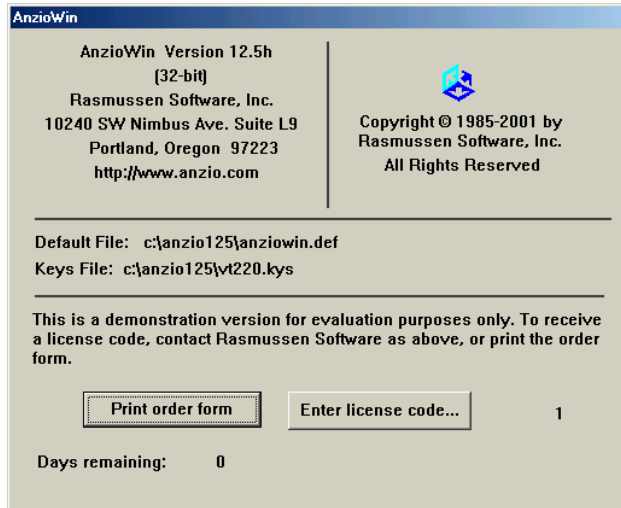 AnzioWin
AnzioWin Version 12.5h
(32-bit)
Rasmussen Software, Inc.
10240 SW Nimbus Ave. Suite L9
Portland, Oregon 97223
http://www.anzio.com
Copyright © 1985-2001 by
Rasmussen Software, Inc.
All Rights Reserved
Default File: c:\anzio125\anziowin.def
Keys File: c:\anzio125\vt220.kys
This is a demonstration version for evaluation purposes only. To receive
a license code, contact Rasmussen Software as above, or print the order
form.
Print order form
Enter license code...
1
Days remaining: 0